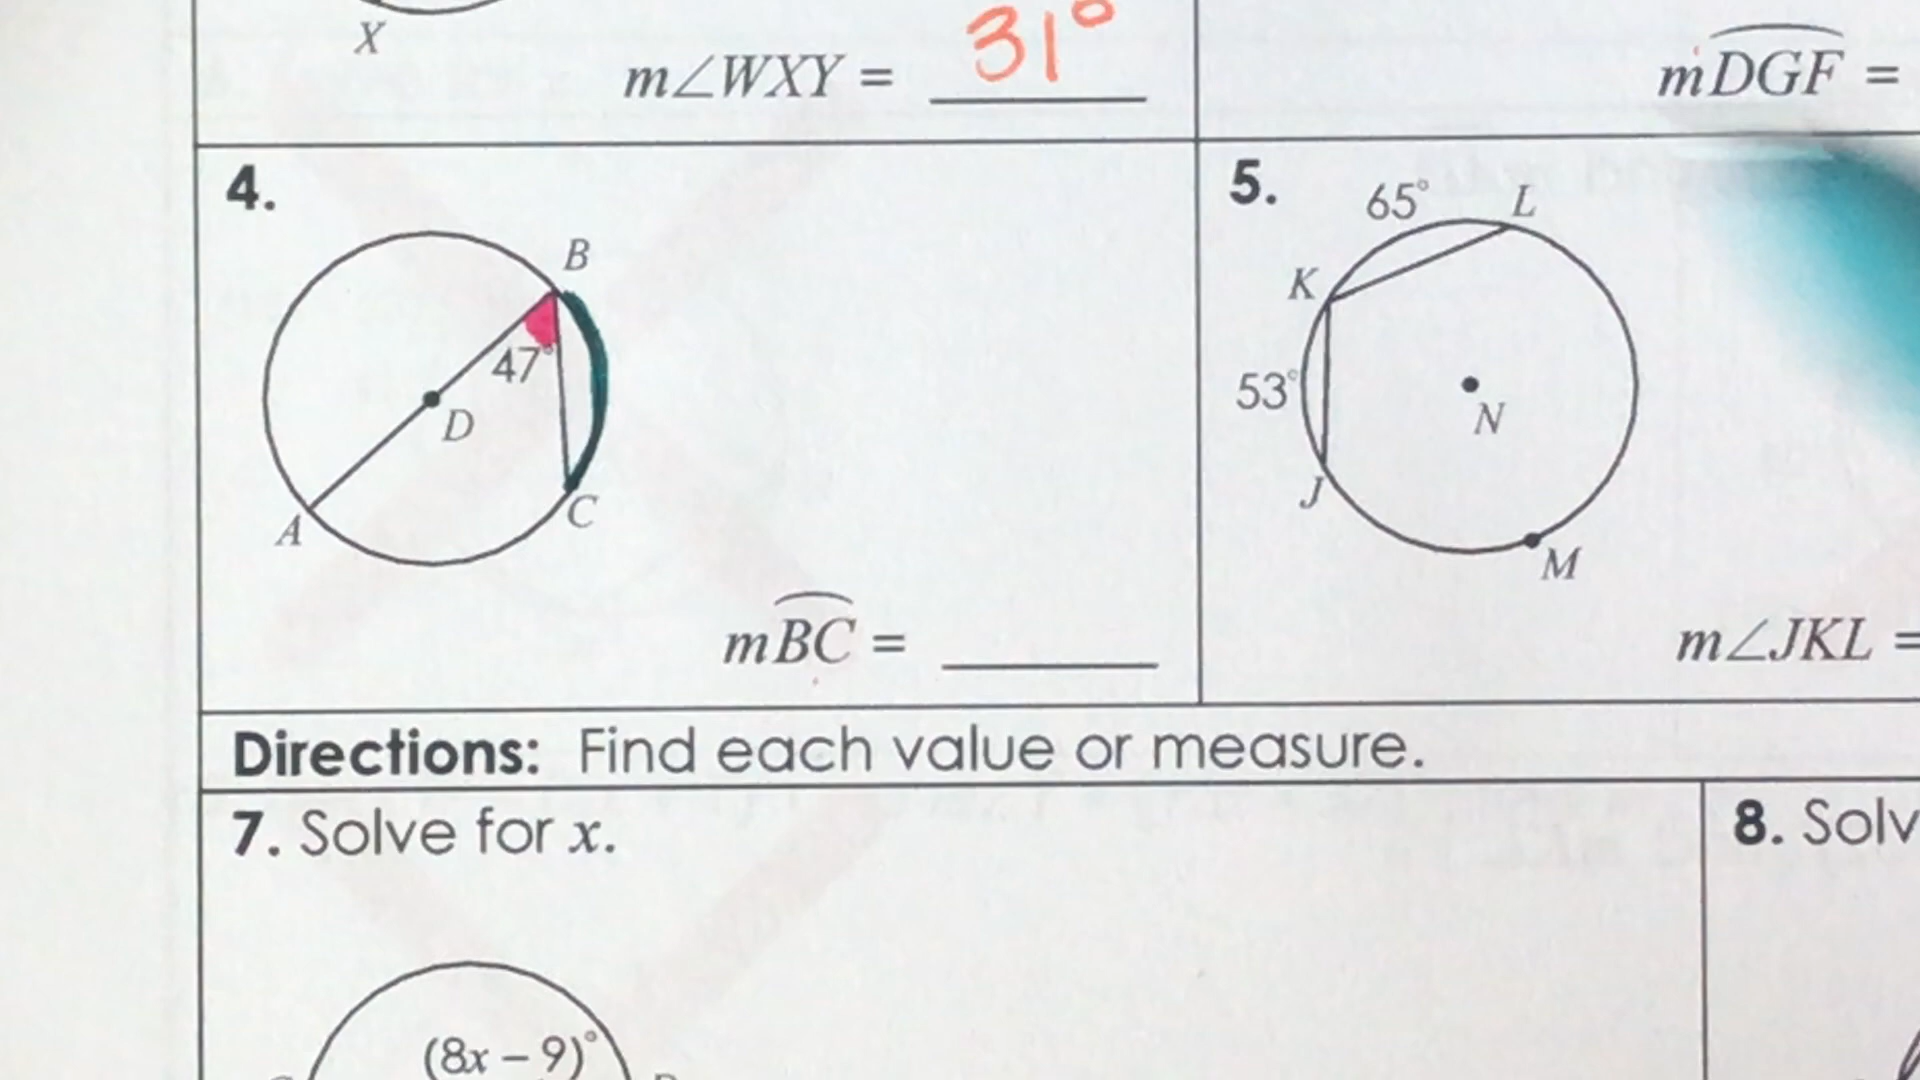 X
m∠WXY = 31°
mDGF =
4.
B
47°
D
A
C
mBC =
5.
65°
L
K
53°
N
J
M
m∠JKL =
Directions: Find each value or measure.
7. Solve for x.
(8x – 9)°
8. Solv